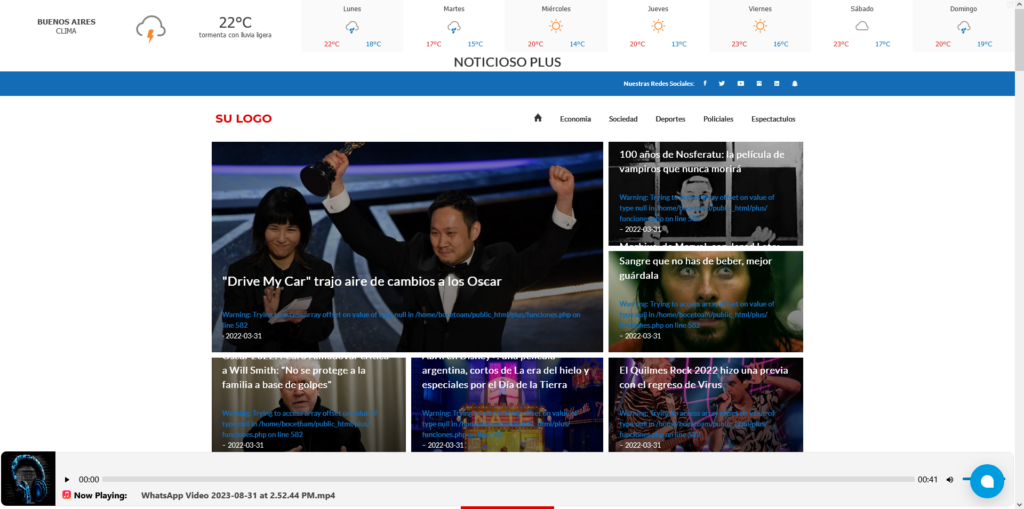 BUENOS AIRES
CLIMA
22°C
tormenta con lluvia ligera
Lunes
22°C 18°C
Martes
17°C 15°C
Miércoles
20°C 14°C
Jueves
20°C 13°C
Viernes
23°C 16°C
Sábado
23°C 17°C
Domingo
20°C 19°C
NOTICIOSO PLUS
Nuestras Redes Sociales:
SU LOGO
Economia Sociedad Deportes Policiales Espectactulos
"Drive My Car" trajo aire de cambios a los Oscar
Warning: Trying to access array offset on value of type null in /home/bocetoam/public_html/plus/funciones.php on
line 582
- 2022-03-31
100 años de Nosferatu: la película de
vampiros que nunca morirá
Warning: Trying to access array offset on value of
type null in /home/bocetoam/public_html/plus/
funciones.php on line 582
- 2022-03-31
Sangre que no has de beber, mejor
guárdala
Warning: Trying to access array offset on value of
type null in /home/bocetoam/public_html/plus/
funciones.php on line 582
- 2022-03-31
a Will Smith: "No se protege a la
familia a base de golpes"
Warning: Trying to access array offset on value of
type null in /home/bocetoam/public_html/plus/
funciones.php on line 582
- 2022-03-31
argentina, cortos de La era del hielo y
especiales por el Día de la Tierra
Warning: Trying to access array offset on value of
type null in /home/bocetoam/public_html/plus/
funciones.php on line 582
- 2022-03-31
El Quilmes Rock 2022 hizo una previa
con el regreso de Virus
Warning: Trying to access array offset on value of
type null in /home/bocetoam/public_html/plus/
funciones.php on line 582
- 2022-03-31
00:00 00:41
Now Playing: WhatsApp Video 2023-08-31 at 2.52.44 PM.mp4